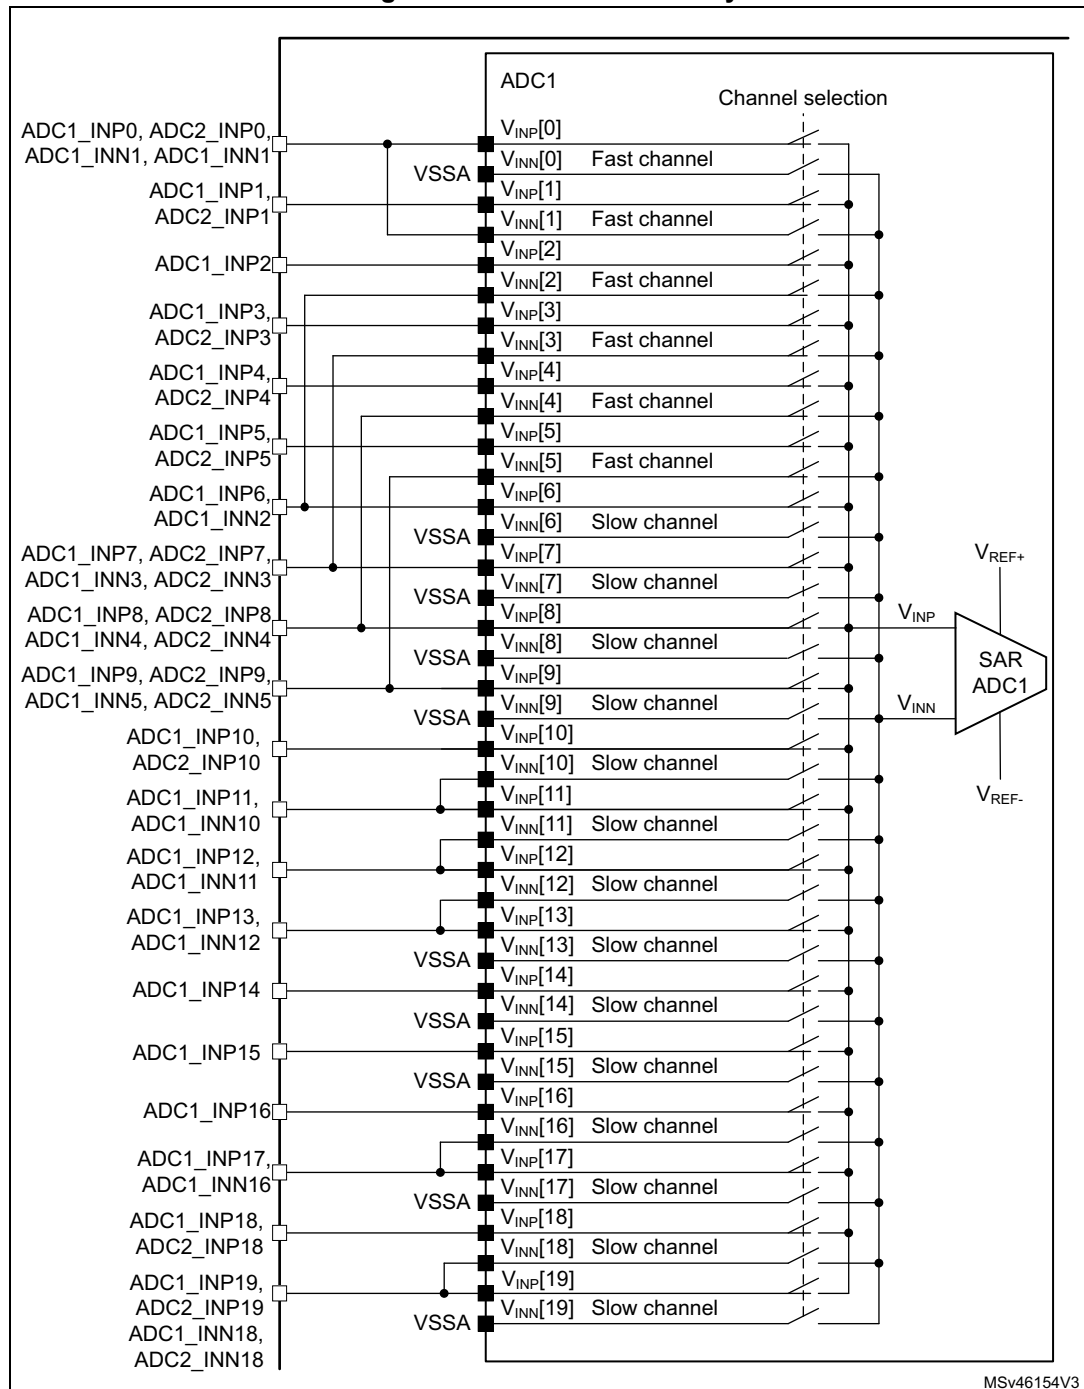 ADC1
Channel selection
ADC1_INP0, ADC2_INP0,
ADC1_INN1, ADC1_INN1
VINP[0]
VSSA
VINN[0] Fast channel
ADC1_INP1,
ADC2_INP1
VINP[1]
VINN[1] Fast channel
ADC1_INP2
VINP[2]
VINN[2] Fast channel
ADC1_INP3,
ADC2_INP3
VINP[3]
VINN[3] Fast channel
ADC1_INP4,
ADC2_INP4
VINP[4]
VINN[4] Fast channel
ADC1_INP5,
ADC2_INP5
VINP[5]
VINN[5] Fast channel
ADC1_INP6,
ADC1_INN2
VINP[6]
VSSA
VINN[6] Slow channel
ADC1_INP7, ADC2_INP7,
ADC1_INN3, ADC2_INN3
VINP[7]
VSSA
VINN[7] Slow channel
ADC1_INP8, ADC2_INP8
ADC1_INN4, ADC2_INN4
VINP[8]
VSSA
VINN[8] Slow channel
ADC1_INP9, ADC2_INP9,
ADC1_INN5, ADC2_INN5
VINP[9]
VSSA
VINN[9] Slow channel
ADC1_INP10,
ADC2_INP10
VINP[10]
VINN[10] Slow channel
ADC1_INP11,
ADC1_INN10
VINP[11]
VINN[11] Slow channel
ADC1_INP12,
ADC1_INN11
VINP[12]
VINN[12] Slow channel
ADC1_INP13,
ADC1_INN12
VINP[13]
VSSA
VINN[13] Slow channel
ADC1_INP14
VINP[14]
VSSA
VINN[14] Slow channel
ADC1_INP15
VINP[15]
VSSA
VINN[15] Slow channel
ADC1_INP16
VINP[16]
VINN[16] Slow channel
ADC1_INP17,
ADC1_INN16
VINP[17]
VSSA
VINN[17] Slow channel
ADC1_INP18,
ADC2_INP18
VINP[18]
VINN[18] Slow channel
ADC1_INP19,
ADC2_INP19
ADC1_INN18,
ADC2_INN18
VINP[19]
VSSA
VINN[19] Slow channel
VREF+
VINP
SAR
ADC1
VINN
VREF-
MSv46154V3